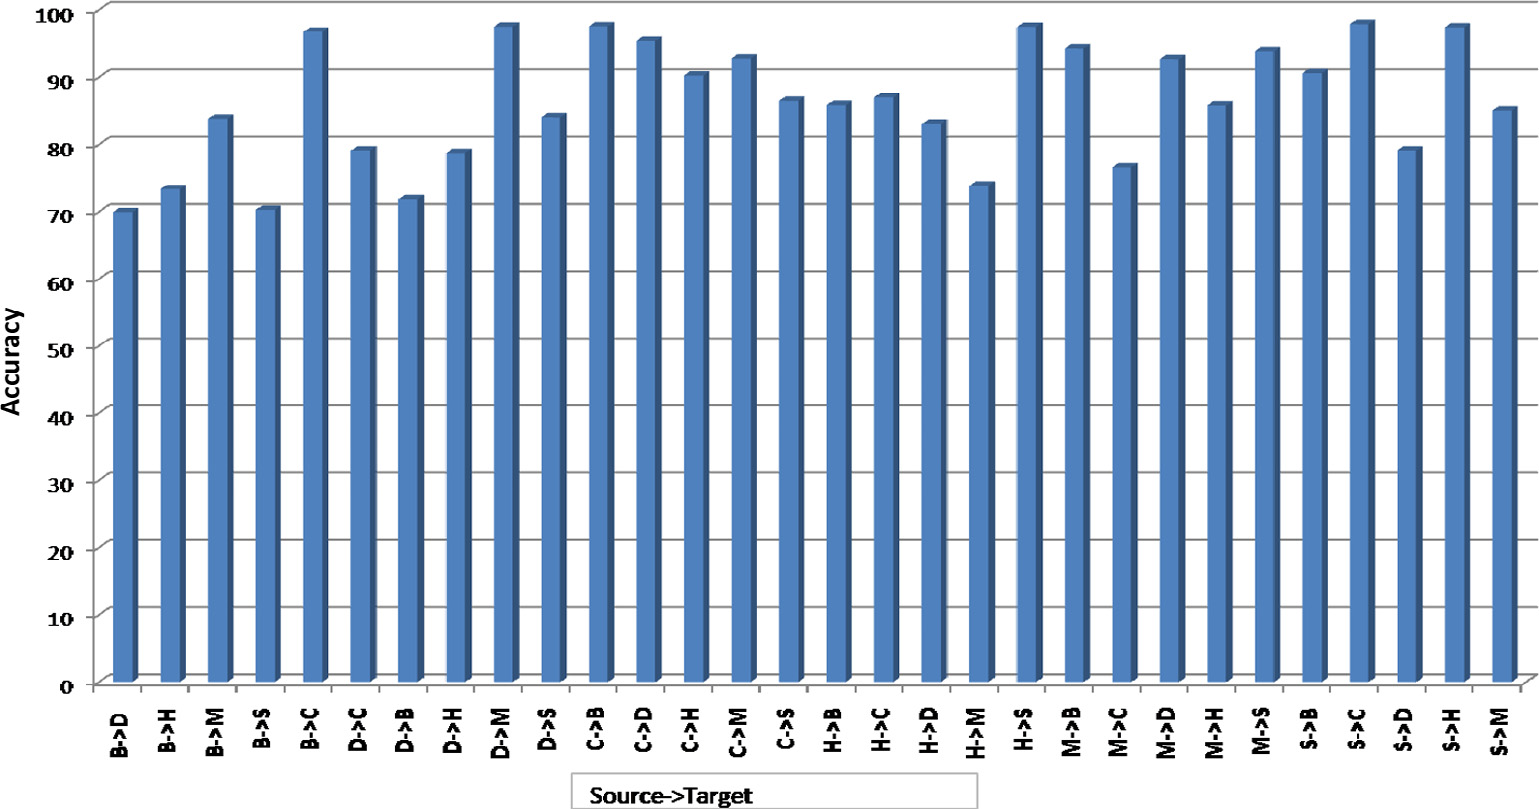 100
90
80
70
60
50
40
30
20
10
0
Accuracy
B->D
B->H
B->M
B->S
B->C
D->C
D->B
D->H
D->M
D->S
C->B
C->D
C->H
C->M
C->S
H->B
H->C
H->D
H->M
H->S
M->B
M->C
M->D
M->H
M->S
S->B
S->C
S->D
S->H
S->M
Source->Target